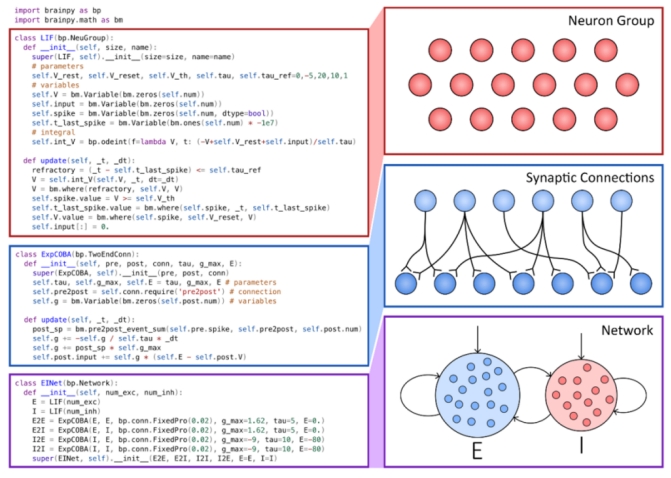 import brainpy as bp
import brainpy.math as bm
class LIF(bp.NeuGroup):
def __init__(self, size, name):
super(LIF, self).__init__(size=size, name=name)
# parameters
self.V_rest, self.V_reset, self.V_th, self.tau, self.tau_ref=0,-5,20,10,1
# variables
self.V = bm.Variable(bm.zeros(self.num))
self.input = bm.Variable(bm.zeros(self.num))
self.spike = bm.Variable(bm.zeros(self.num, dtype=bool))
self.t_last_spike = bm.Variable(bm.ones(self.num) * -1e7)
# integral
self.int_V = bp.odeint(f=lambda V, t: (-V+self.V_rest+self.input)/self.tau)
def update(self, _t, _dt):
refractory = (_t - self.t_last_spike) <= self.tau_ref
V = self.int_V(self.V, _t, dt=_dt)
V = bm.where(refractory, self.V, V)
self.spike.value = V >= self.V_th
self.t_last_spike.value = bm.where(self.spike, _t, self.t_last_spike)
self.V.value = bm.where(self.spike, self.V_reset, V)
self.input[:] = 0.
class ExpCOBA(bp.TwoEndConn):
def __init__(self, pre, post, conn, tau, g_max, E):
super(ExpCOBA, self).__init__(pre, post, conn)
self.tau, self.g_max, self.E = tau, g_max, E # parameters
self.pre2post = self.conn.require('pre2post') # connection
self.g = bm.Variable(bm.zeros(self.post.num)) # variables
def update(self, _t, _dt):
post_sp = bm.pre2post_event_sum(self.pre.spike, self.pre2post, self.post.num)
self.g += -self.g / self.tau * _dt
self.g += post_sp * self.g_max
self.post.input += self.g * (self.E - self.post.V)
class EINet(bp.Network):
def __init__(self, num_exc, num_inh):
E = LIF(num_exc)
I = LIF(num_inh)
E2E = ExpCOBA(E, E, bp.conn.FixedPro(0.02), g_max=1.62, tau=5, E=0.)
E2I = ExpCOBA(E, I, bp.conn.FixedPro(0.02), g_max=1.62, tau=5, E=0.)
I2E = ExpCOBA(I, E, bp.conn.FixedPro(0.02), g_max=-9, tau=10, E=-80)
I2I = ExpCOBA(I, I, bp.conn.FixedPro(0.02), g_max=-9, tau=10, E=-80)
super(EINet, self).__init__(E2E, E2I, I2I, I2E, E=E, I=I)
Neuron Group
Synaptic Connections
Network
E
I